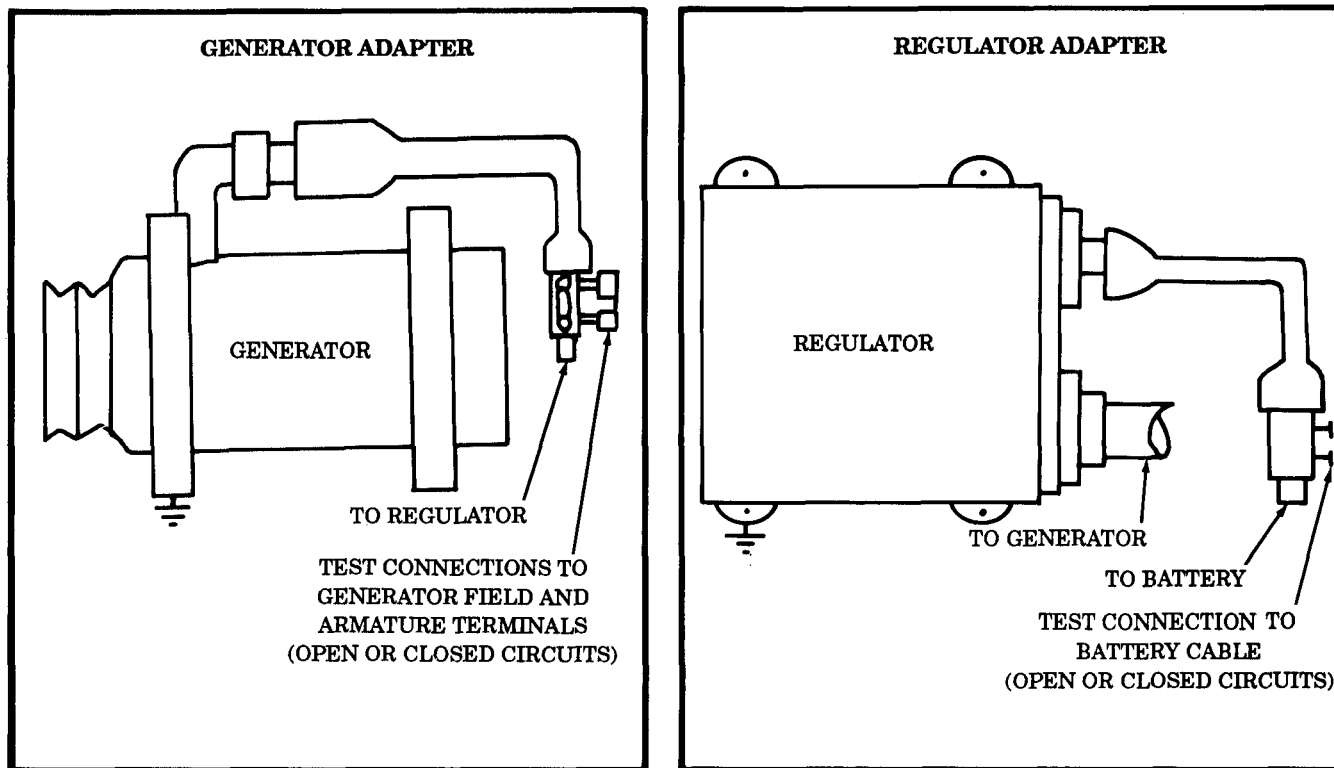 GENERATOR ADAPTER
GENERATOR
TO REGULATOR
TEST CONNECTIONS TO
GENERATOR FIELD AND
ARMATURE TERMINALS
(OPEN OR CLOSED CIRCUITS)
REGULATOR ADAPTER
REGULATOR
TO GENERATOR
TO BATTERY
TEST CONNECTION TO
BATTERY CABLE
(OPEN OR CLOSED CIRCUITS)